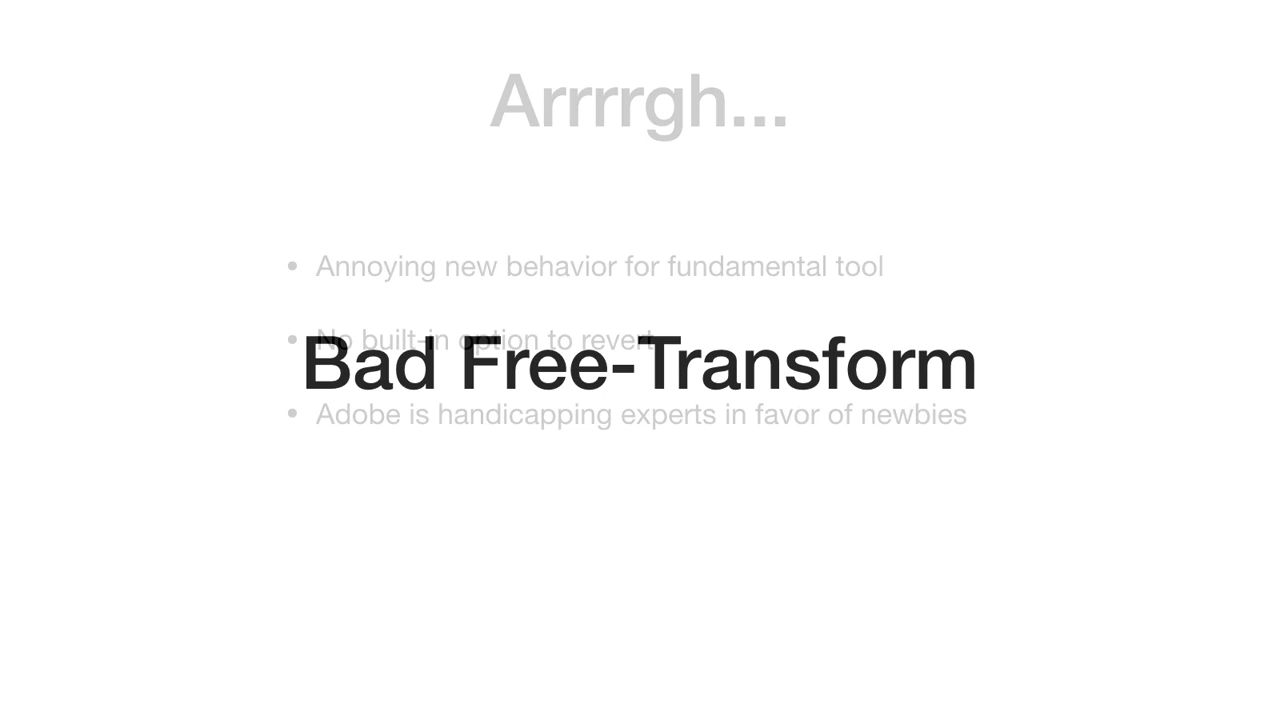 Arrrrgh...
• Annoying new behavior for fundamental tool
• No built-in option to revert
Bad Free-Transform
• Adobe is handicapping experts in favor of newbies